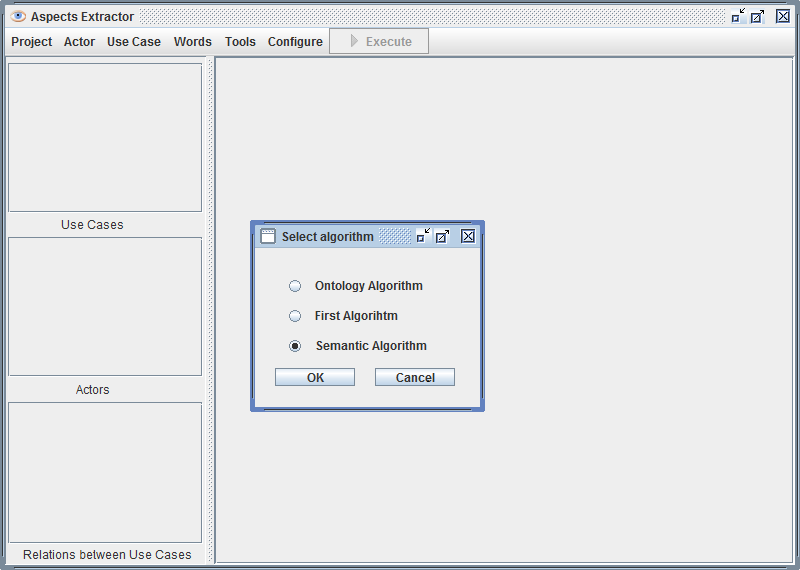 Aspects Extractor
Project Actor Use Case Words Tools Configure Execute
Use Cases
Actors
Relations between Use Cases
Select algorithm
Ontology Algorithm
First Algorihtm
Semantic Algorithm
OK Cancel